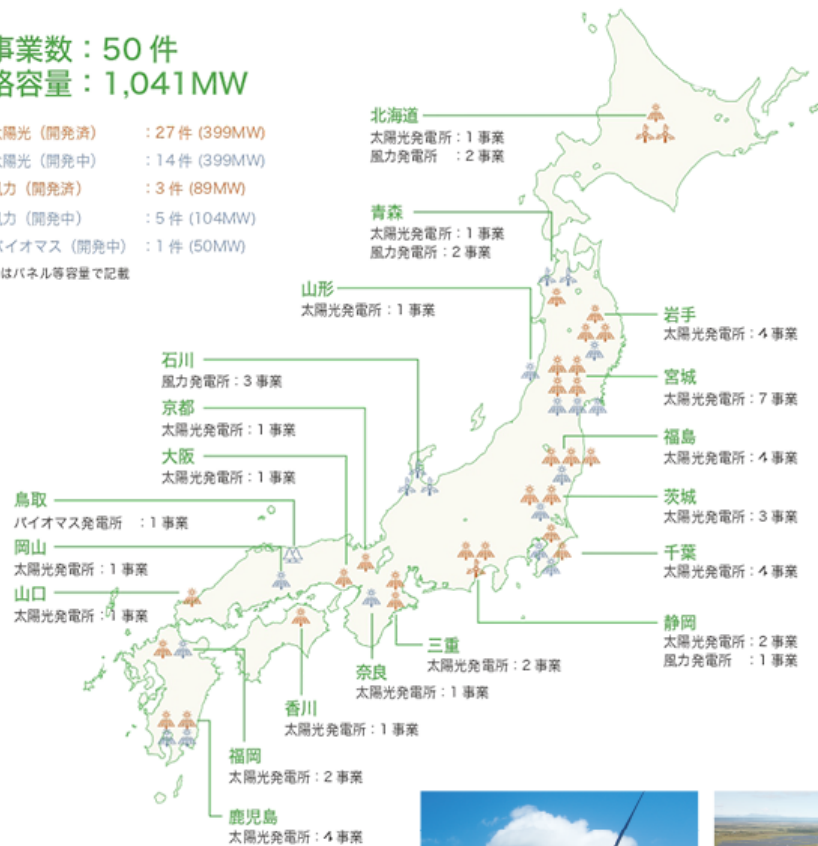 事業数：50 件
格容量：1,041MW
太陽光（開発済） ：27 件 (399MW)
太陽光（開発中） ：14 件 (399MW)
風力（開発済） ：3 件 (89MW)
風力（開発中） ：5 件 (104MW)
バイオマス（開発中） ：1 件 (50MW)
はパネル等容量で記載
北海道
太陽光発電所：1 事業
風力発電所 ：2 事業
青森
太陽光発電所：1 事業
風力発電所：2 事業
山形
太陽光発電所：1 事業
岩手
太陽光発電所：4 事業
宮城
太陽光発電所：7 事業
石川
風力発電所：3 事業
京都
太陽光発電所：1 事業
福島
太陽光発電所：4 事業
大阪
太陽光発電所：1 事業
茨城
太陽光発電所：3 事業
鳥取
バイオマス発電所 ：1 事業
岡山
太陽光発電所：1 事業
千葉
太陽光発電所：4 事業
山口
太陽光発電所：1 事業
静岡
太陽光発電所：2 事業
風力発電所 ：1 事業
三重
太陽光発電所：2 事業
奈良
太陽光発電所：1 事業
香川
太陽光発電所：1 事業
福岡
太陽光発電所：2 事業
鹿児島
太陽光発電所：4 事業